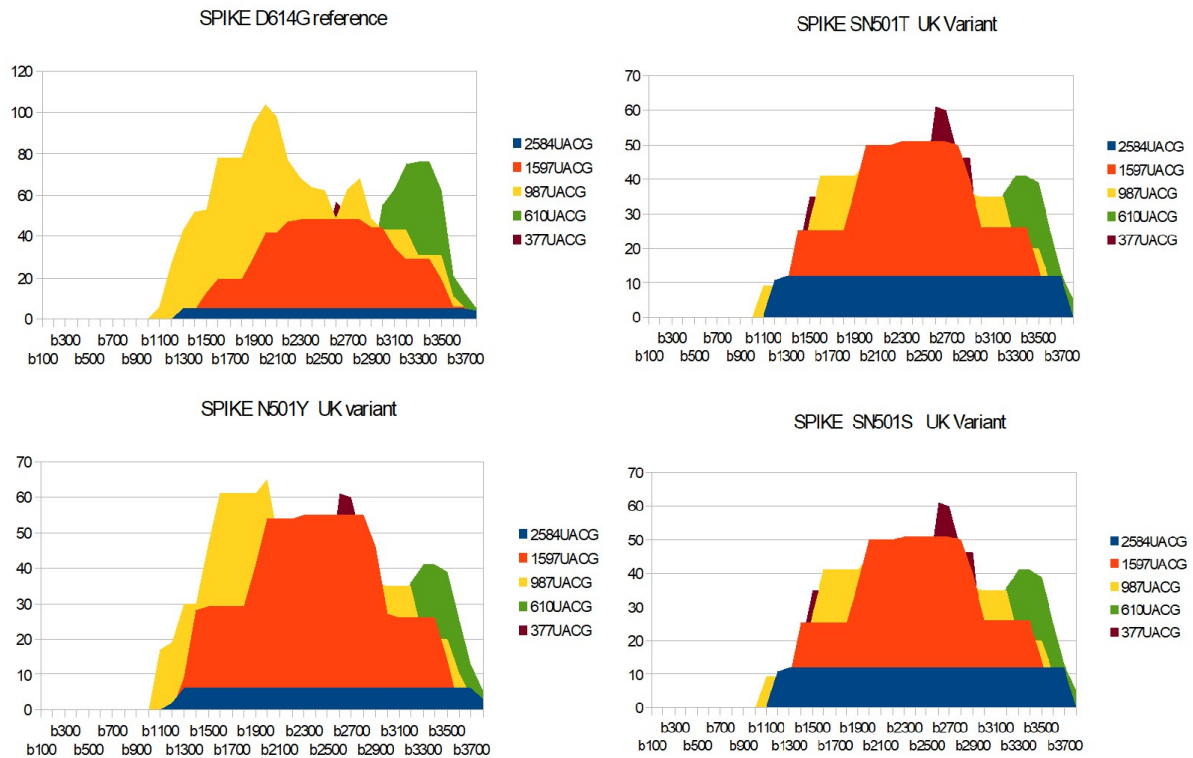 SPIKE D614G reference
120
100
80
60
40
20
0
b300 b700 b1100 b1500 b1900 b2300 b2700 b3100 b3500
b100 b500 b900 b1300 b1700 b2100 b2500 b2900 b3300 b3700
2584UACG
1597UACG
987UACG
610UACG
377UACG
SPIKE SN501T UK Variant
70
60
50
40
30
20
10
0
b300 b700 b1100 b1500 b1900 b2300 b2700 b3100 b3500
b100 b500 b900 b1300 b1700 b2100 b2500 b2900 b3300 b3700
2584UACG
1597UACG
987UACG
610UACG
377UACG
SPIKE N501Y UK variant
70
60
50
40
30
20
10
0
b300 b700 b1100 b1500 b1900 b2300 b2700 b3100 b3500
b100 b500 b900 b1300 b1700 b2100 b2500 b2900 b3300 b3700
2584UACG
1597UACG
987UACG
610UACG
377UACG
SPIKE SN501S UK Variant
70
60
50
40
30
20
10
0
b300 b700 b1100 b1500 b1900 b2300 b2700 b3100 b3500
b100 b500 b900 b1300 b1700 b2100 b2500 b2900 b3300 b3700
2584UACG
1597UACG
987UACG
610UACG
377UACG